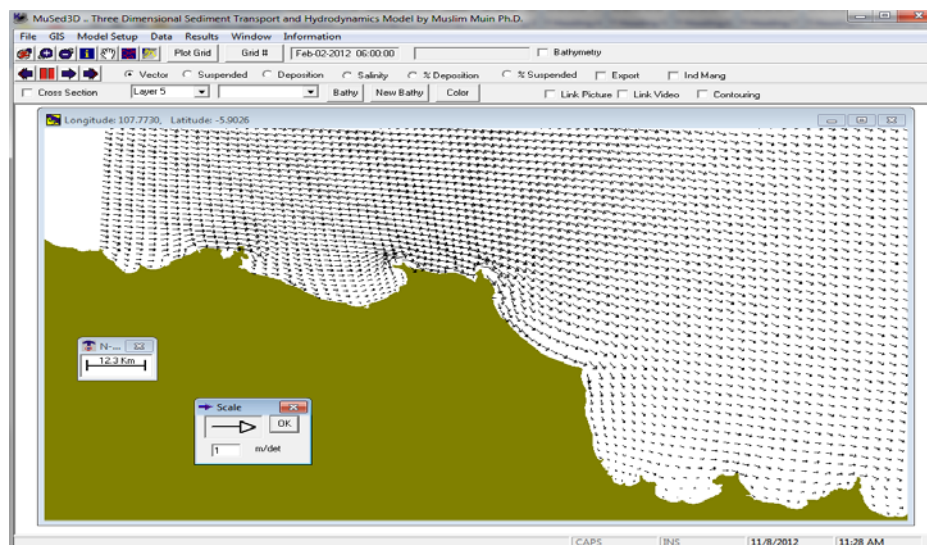 MuSed3D .. Three Dimensional Sediment Transport and Hydrodynamics Model by Muslim Muin Ph.D.
File GIS Model Setup Data Results Window Information
Plot Grid Grid # Feb-02-2012 06:00:00 Bathymetry
Vector Suspended Deposition Salinity % Deposition % Suspended Export Ind Mang
Cross Section Layer 5 Bathy New Bathy Color Link Picture Link Video Contouring
Longitude: 107.7730, Latitude: -5.9026
N-...
12.3 Km
Scale
OK
1 m/det
CAPS INS 11/8/2012 11:28 AM